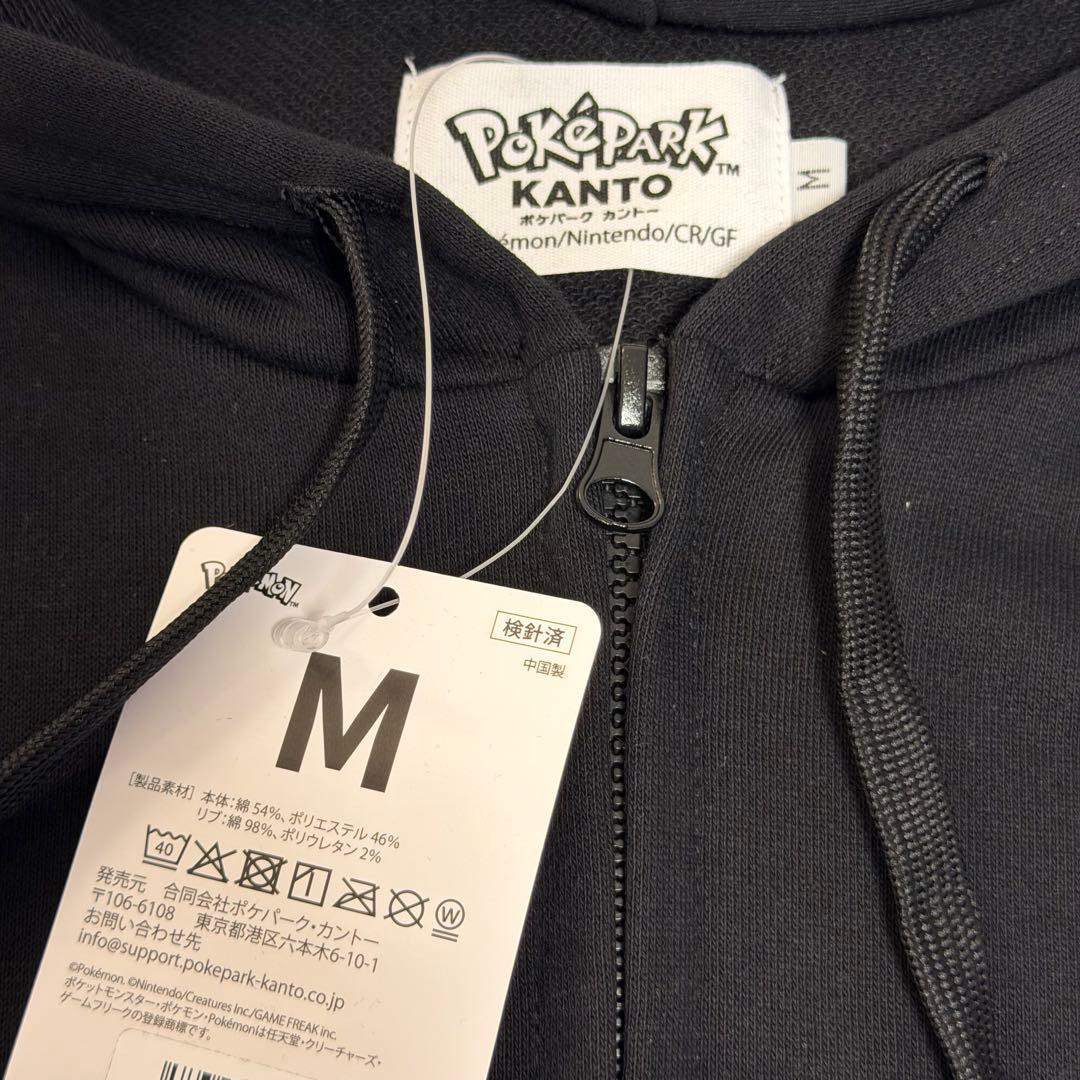 POKéPARK™
KANTO
ポケパーク カントー
émon/Nintendo/CR/GF
M
検針済
中国製
M
[製品素材] 本体:綿 54%、ポリエステル 46%
リブ:綿 98%、ポリウレタン 2%
40
W
発売元 合同会社ポケパーク・カントー
〒106-6108 東京都港区六本木6-10-1
お問い合わせ先
info@support.pokepark-kanto.co.jp
©Pokémon. ©Nintendo/Creatures Inc./GAME FREAK inc.
ポケットモンスター・ポケモン・Pokémonは任天堂・クリーチャーズ・
ゲームフリークの登録商標です。